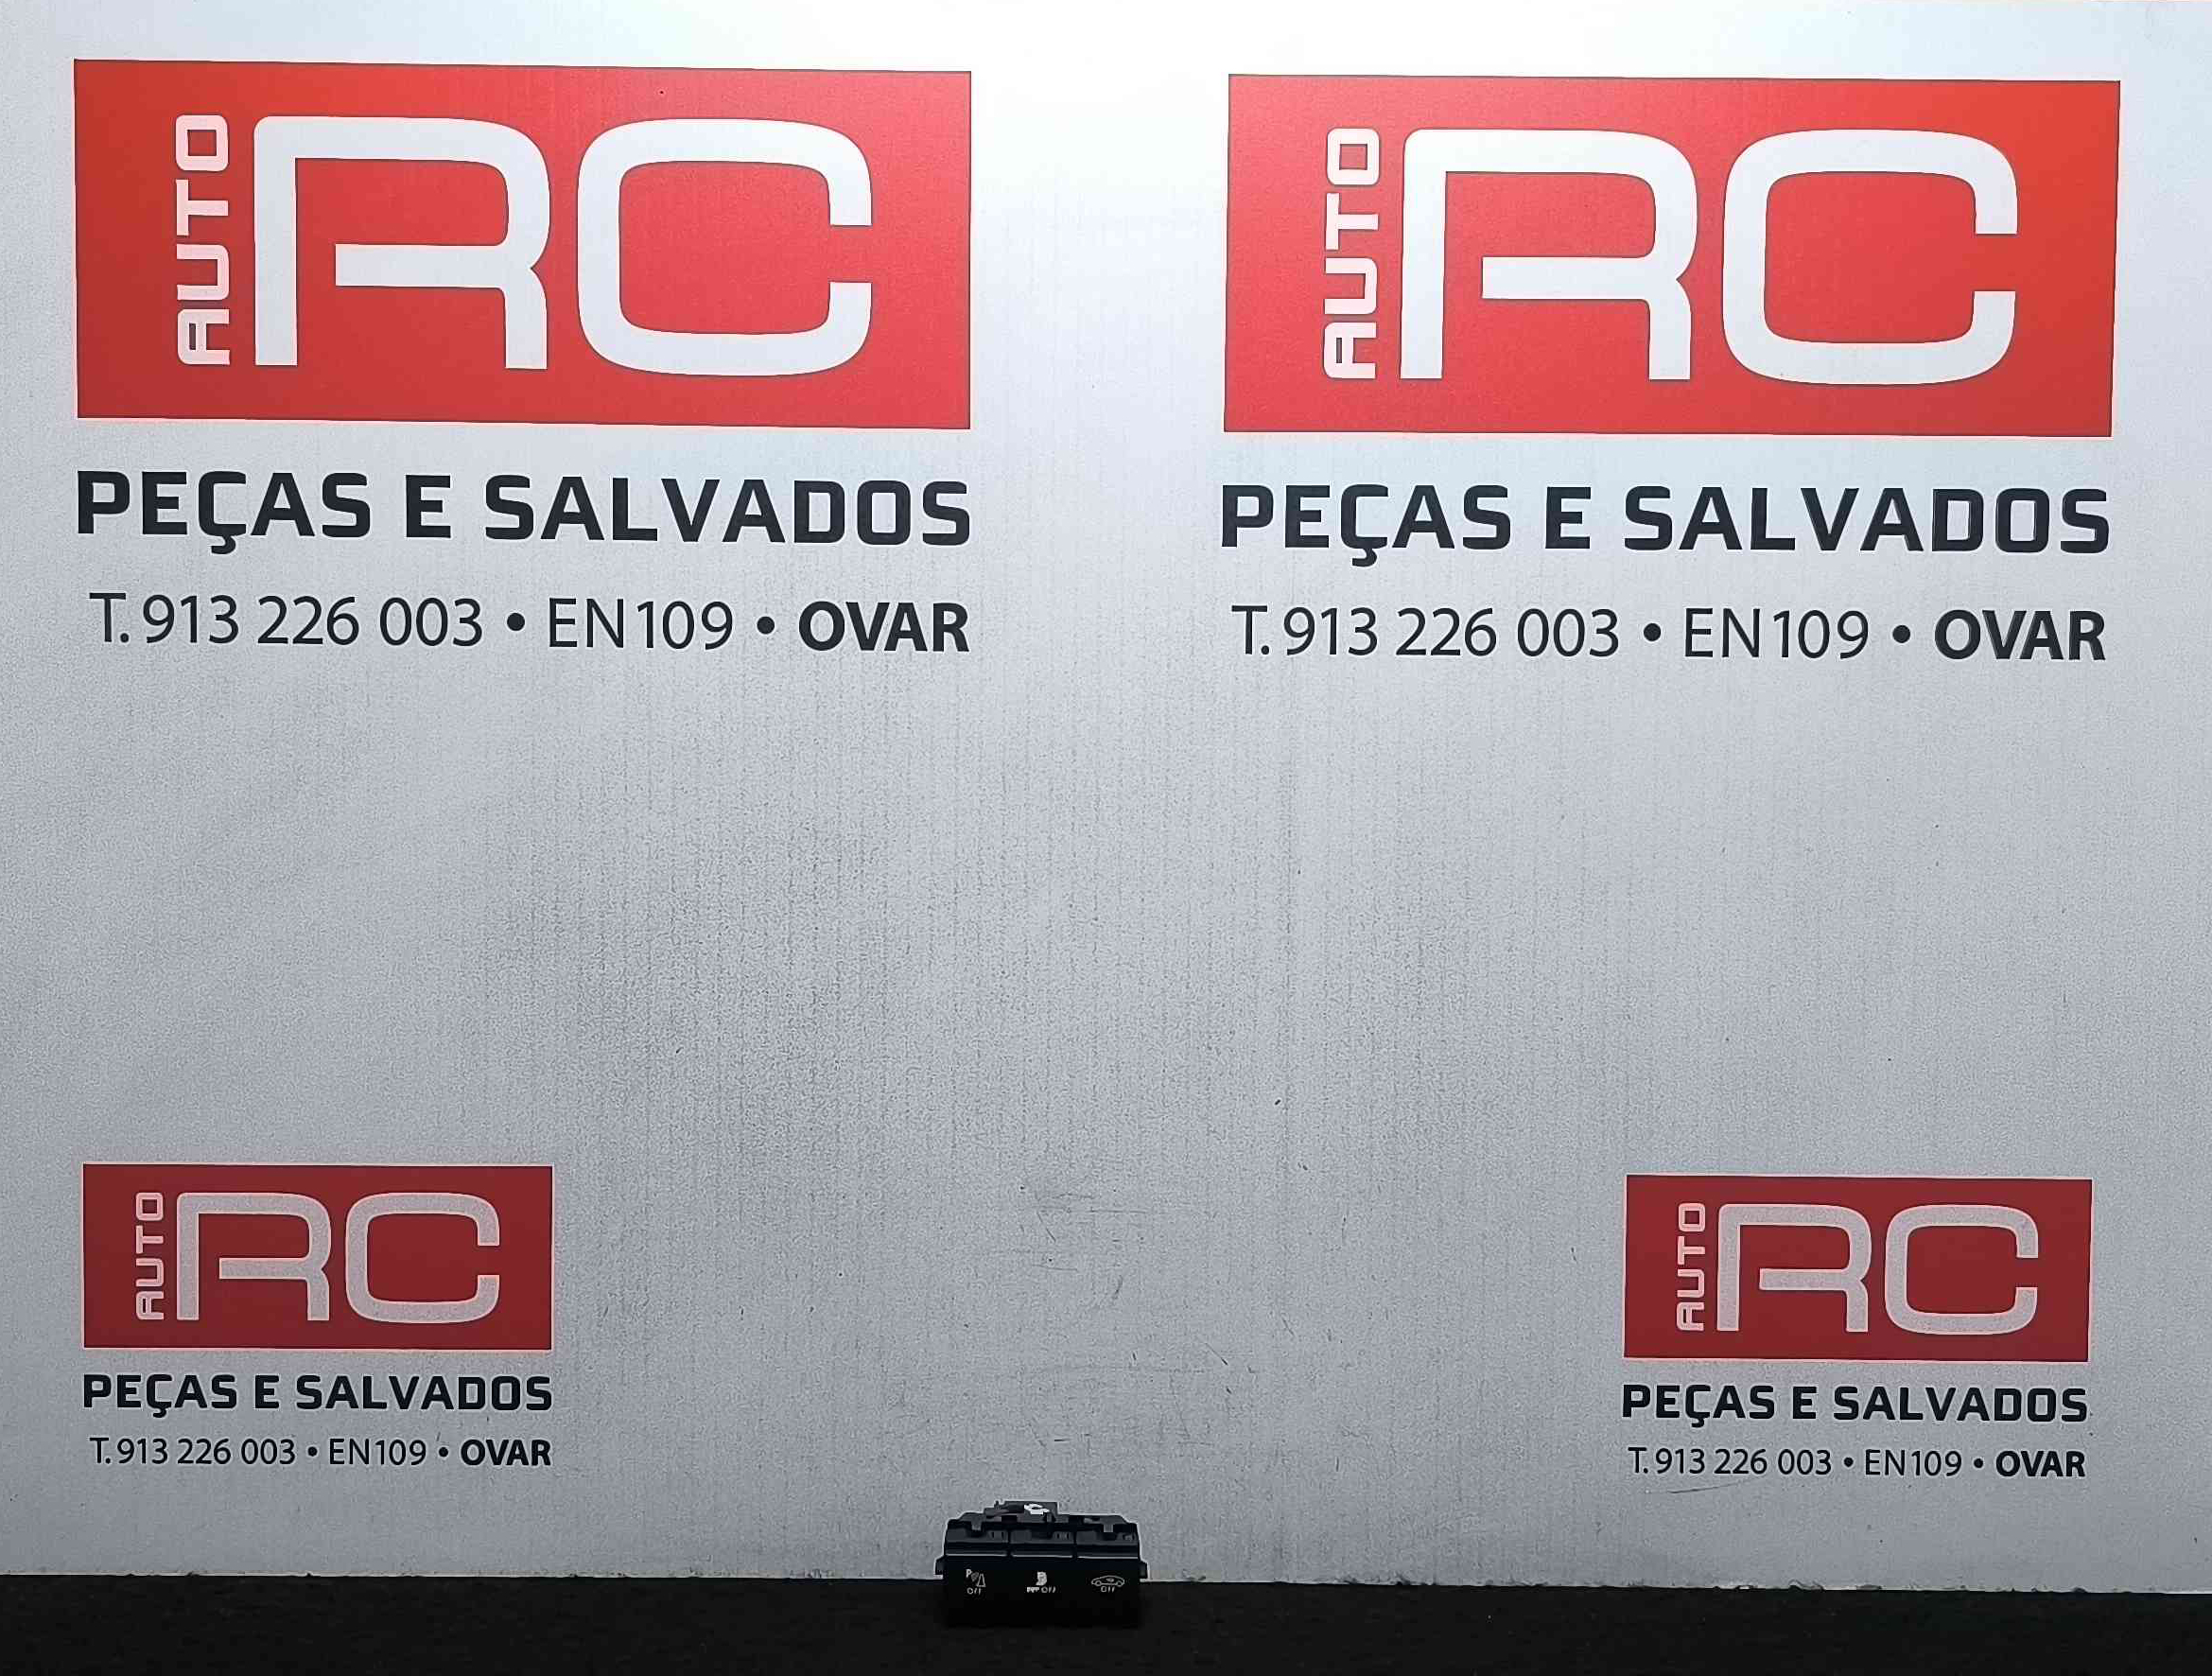 AUTO RC
PEÇAS E SALVADOS
T. 913 226 003 • EN109 • OVAR
AUTO RC
PEÇAS E SALVADOS
T. 913 226 003 • EN109 • OVAR
AUTO RC
PEÇAS E SALVADOS
T. 913 226 003 • EN109 • OVAR
AUTO RC
PEÇAS E SALVADOS
T. 913 226 003 • EN109 • OVAR
P
OFF OFF OFF